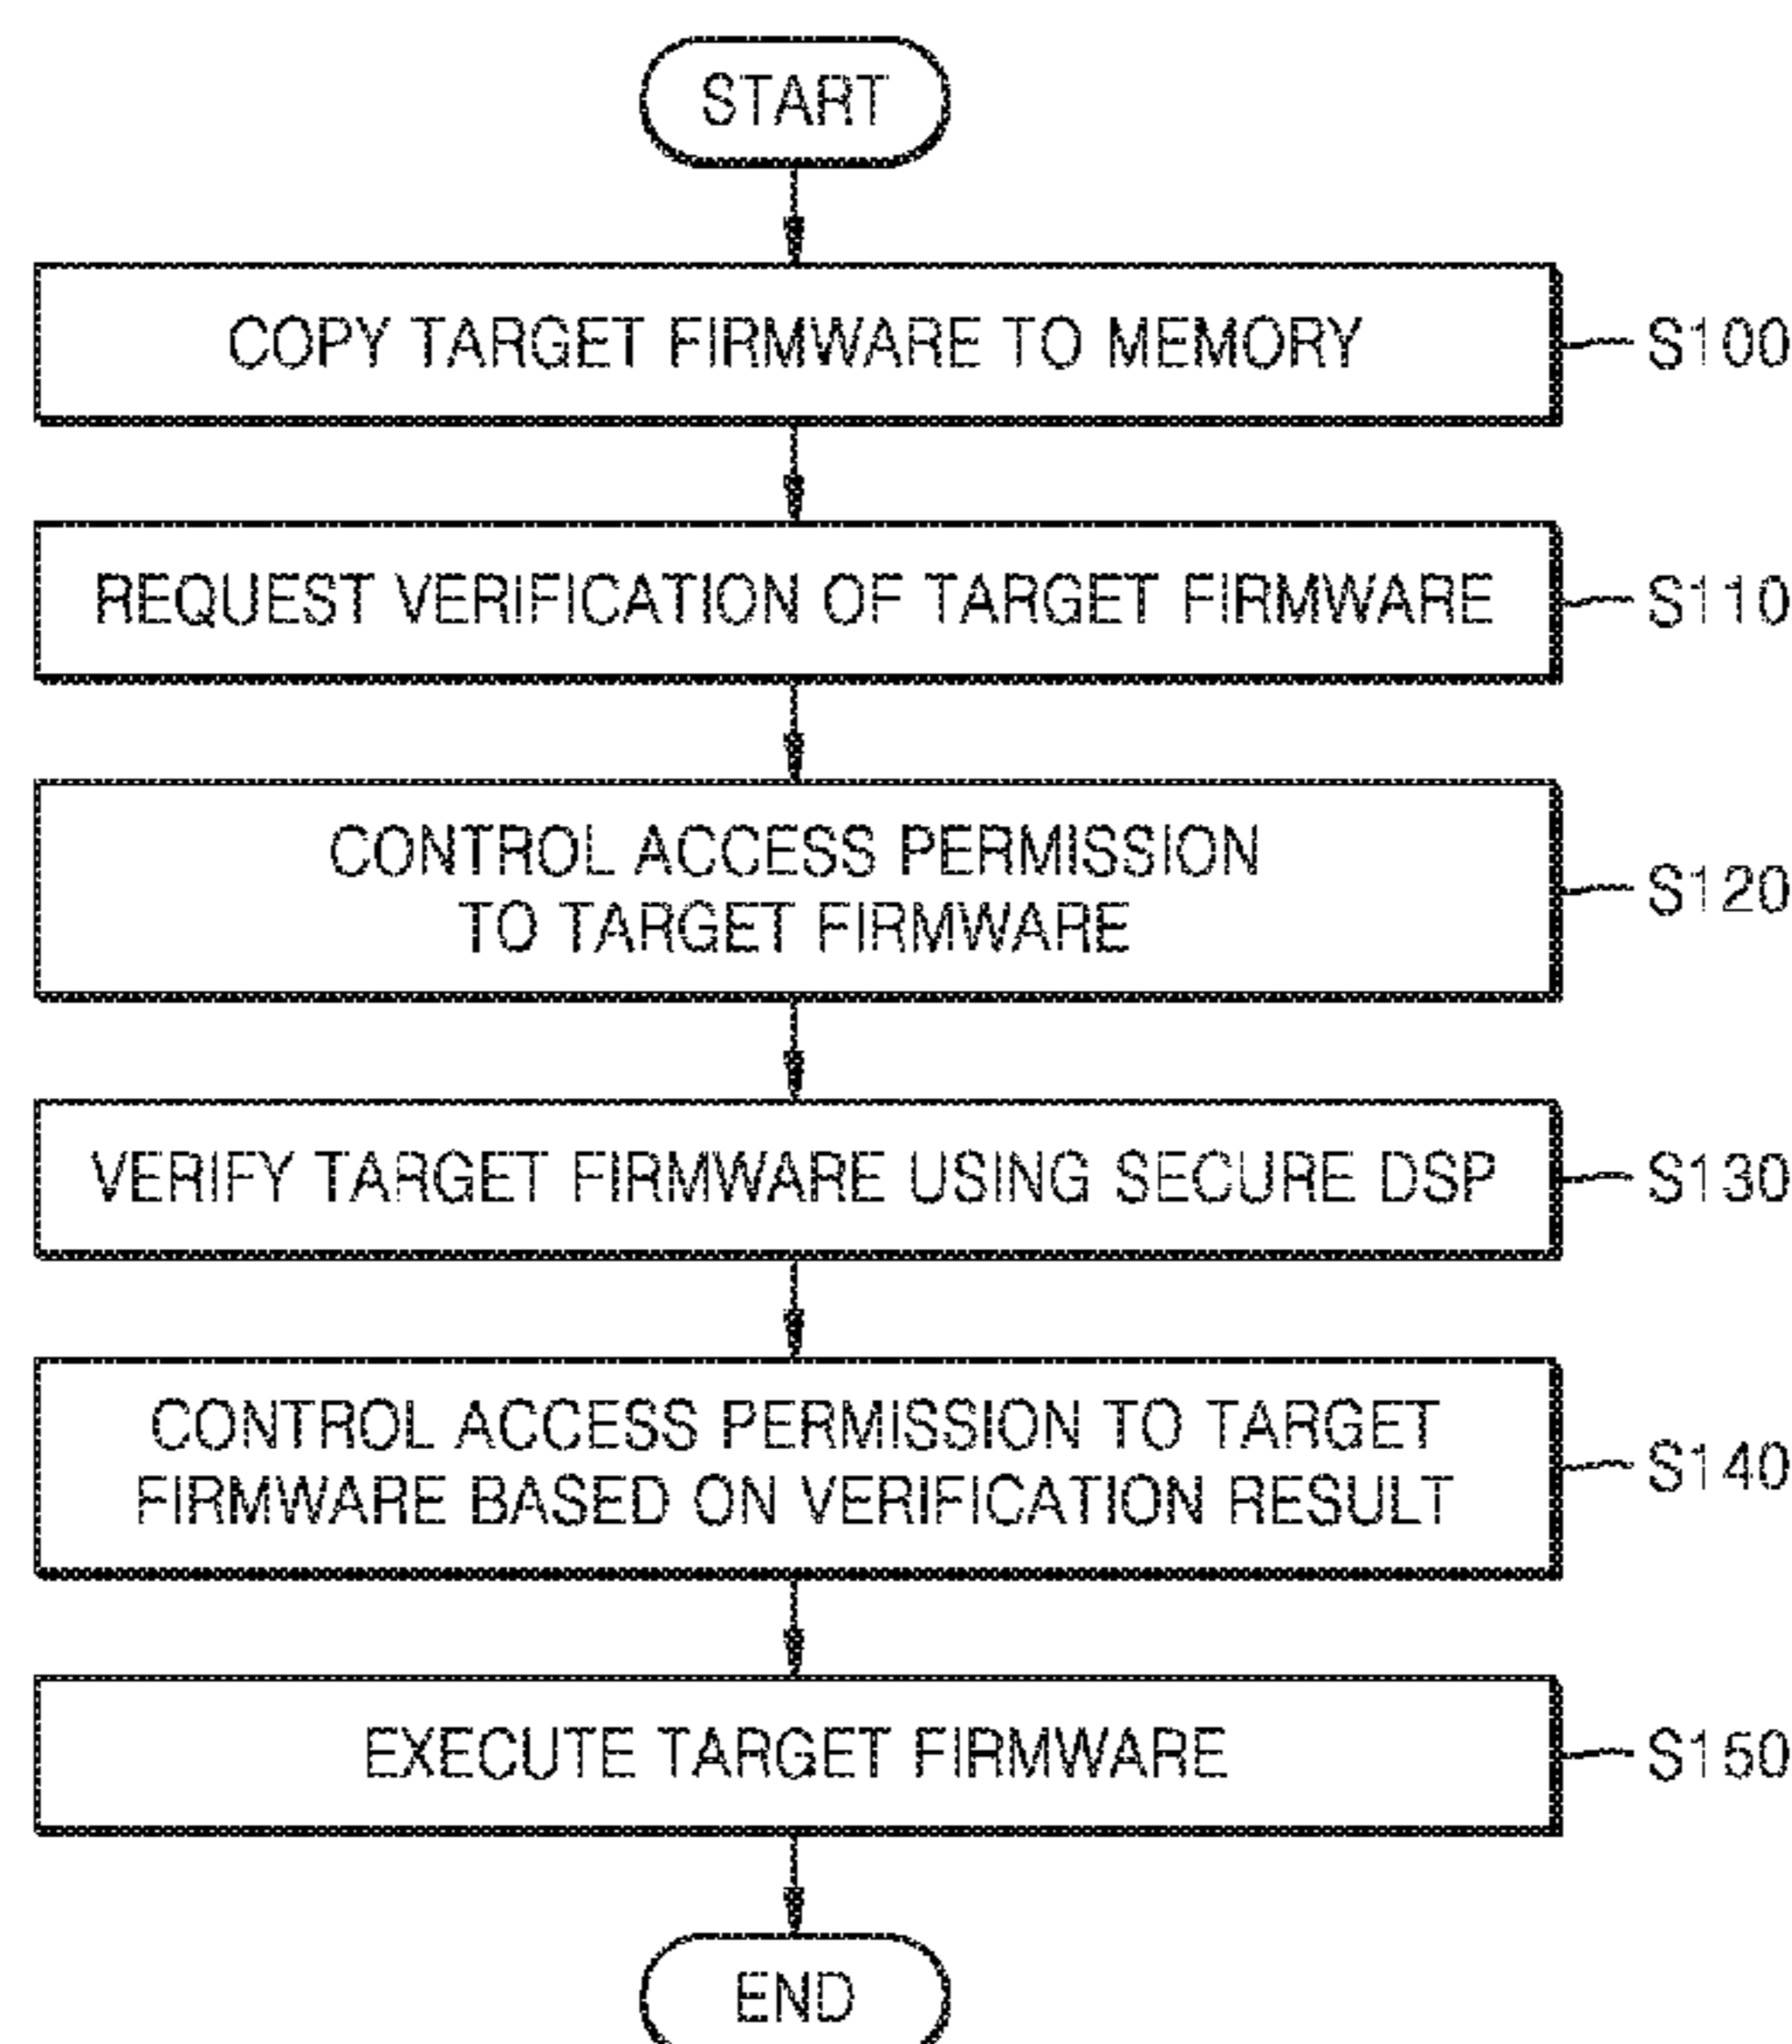 START
COPY TARGET FIRMWARE TO MEMORY
S100
REQUEST VERIFICATION OF TARGET FIRMWARE
S110
CONTROL ACCESS PERMISSION
TO TARGET FIRMWARE
S120
VERIFY TARGET FIRMWARE USING SECURE DSP
S130
CONTROL ACCESS PERMISSION TO TARGET
FIRMWARE BASED ON VERIFICATION RESULT
S140
EXECUTE TARGET FIRMWARE
S150
END